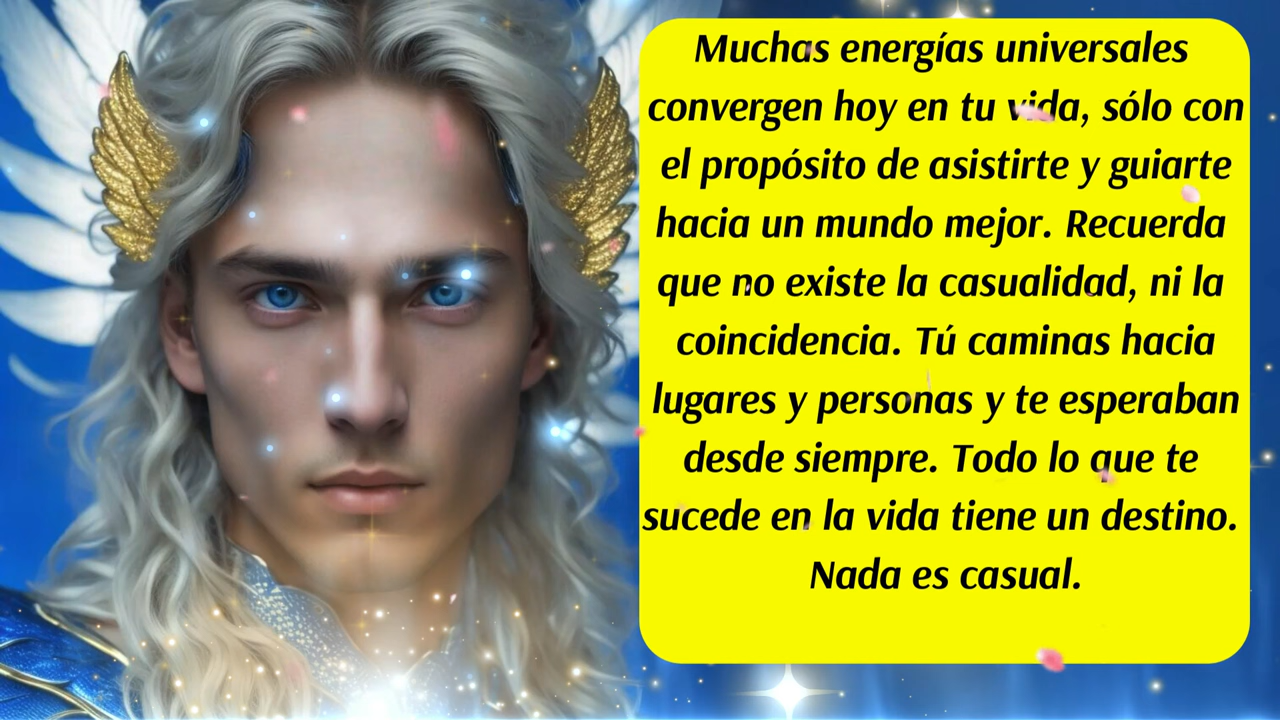 Muchas energías universales
convergen hoy en tu vida, sólo con
el propósito de asistirte y guiarte
hacia un mundo mejor. Recuerda
que no existe la casualidad, ni la
coincidencia. Tú caminas hacia
lugares y personas y te esperaban
desde siempre. Todo lo que te
sucede en la vida tiene un destino.
Nada es casual.